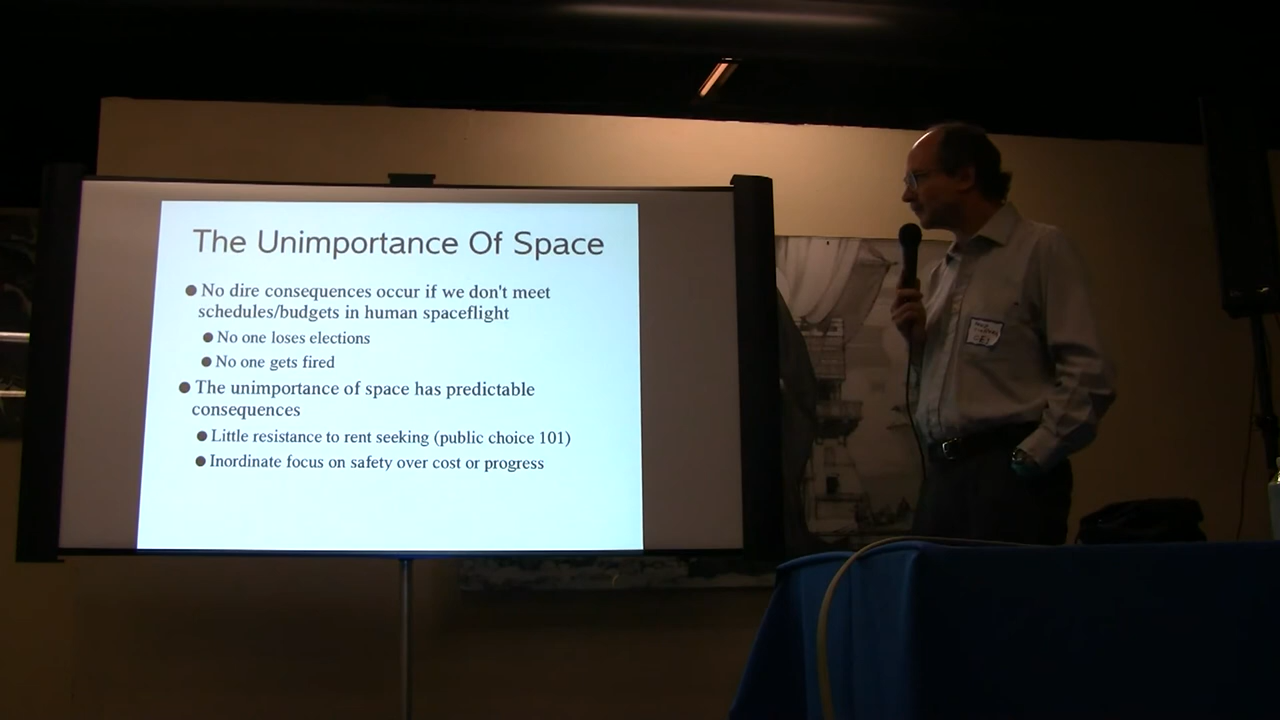 The Unimportance Of Space
● No dire consequences occur if we don't meet
schedules/budgets in human spaceflight
● No one loses elections
● No one gets fired
● The unimportance of space has predictable
consequences
● Little resistance to rent seeking (public choice 101)
● Inordinate focus on safety over cost or progress